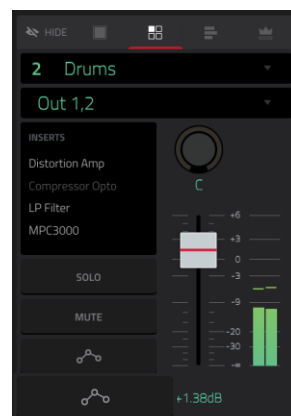 HIDE
2 Drums
Out 1,2
INSERTS
Distortion Amp
Compressor Opto
LP Filter
MPC3000
C
+6
+3
0
-3
-9
-20
-30
-∞
SOLO
MUTE
+1.38dB